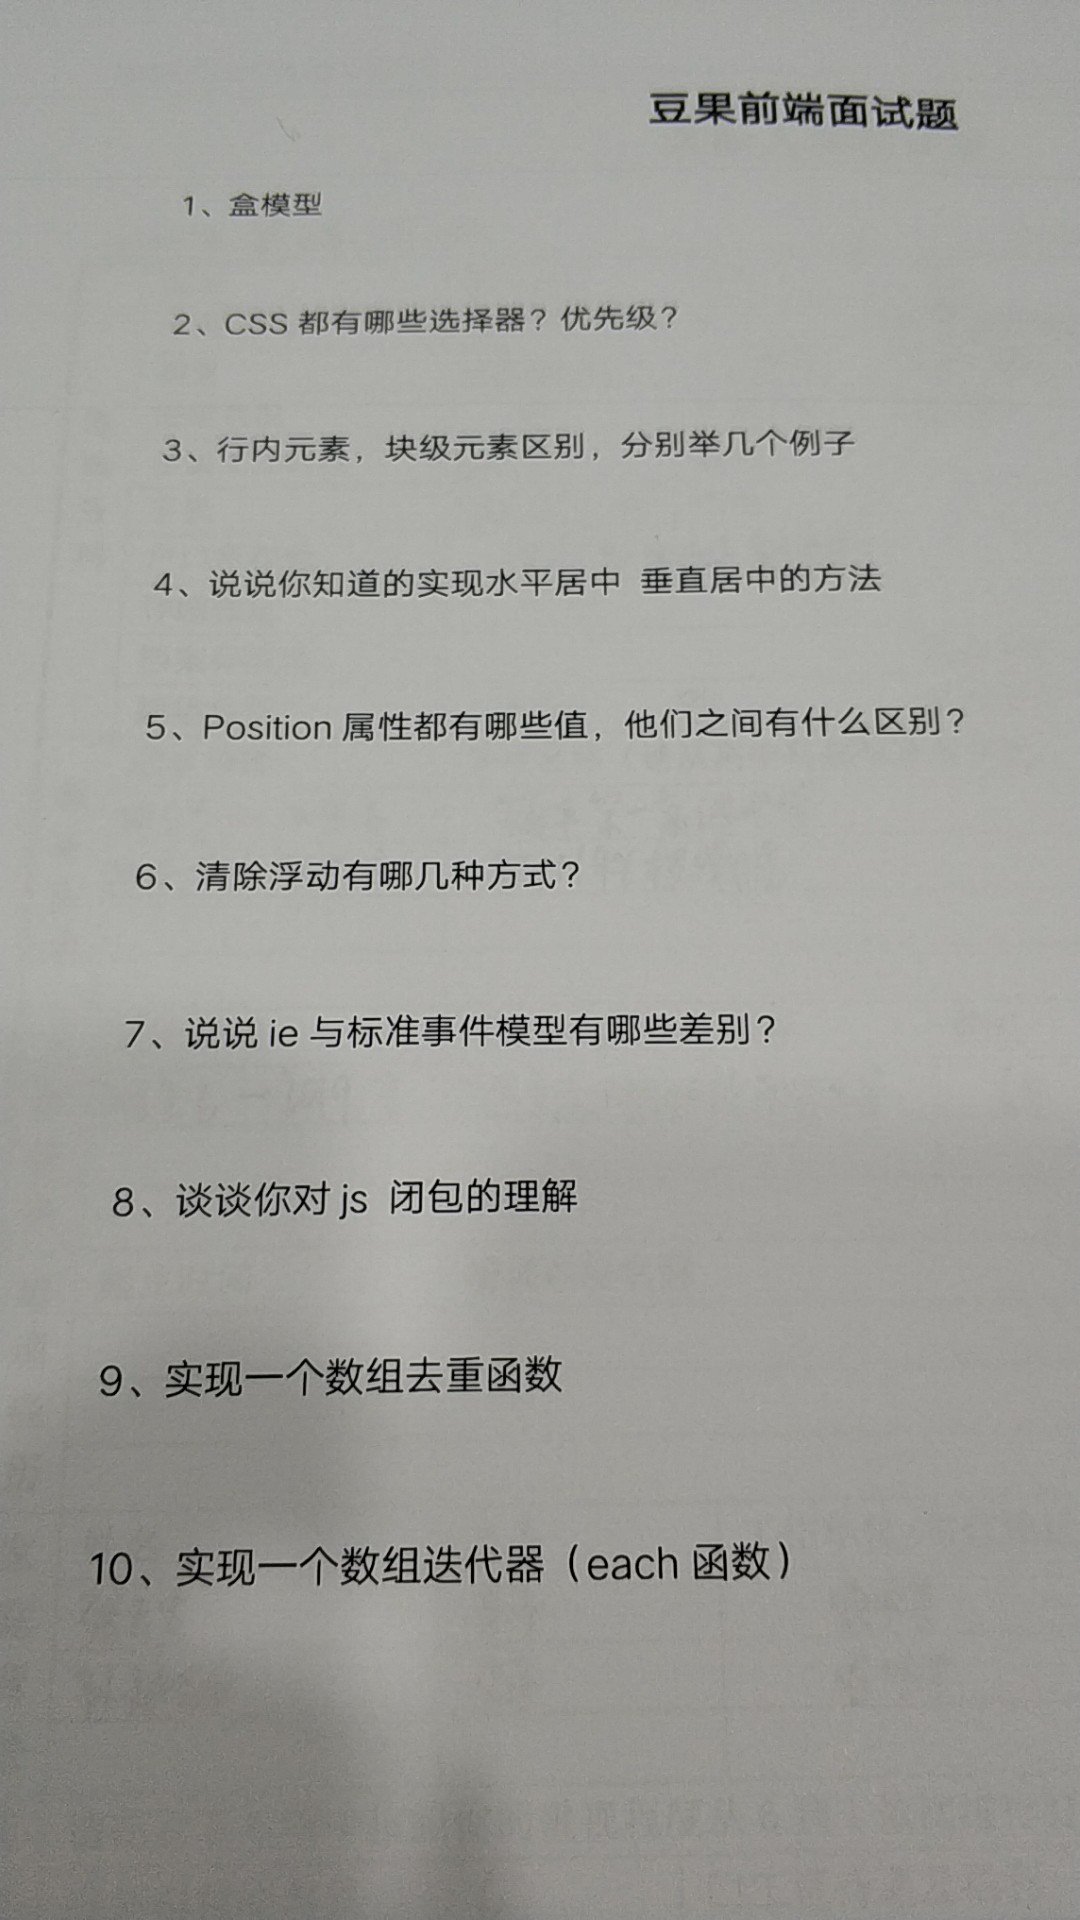 豆果前端面试题
1、盒模型
2、CSS 都有哪些选择器？优先级？
3、行内元素，块级元素区别，分别举几个例子
4、说说你知道的实现水平居中 垂直居中的方法
5、Position 属性都有哪些值，他们之间有什么区别？
6、清除浮动有哪几种方式？
7、说说 ie 与标准事件模型有哪些差别？
8、谈谈你对 js 闭包的理解
9、实现一个数组去重函数
10、实现一个数组迭代器（each 函数）